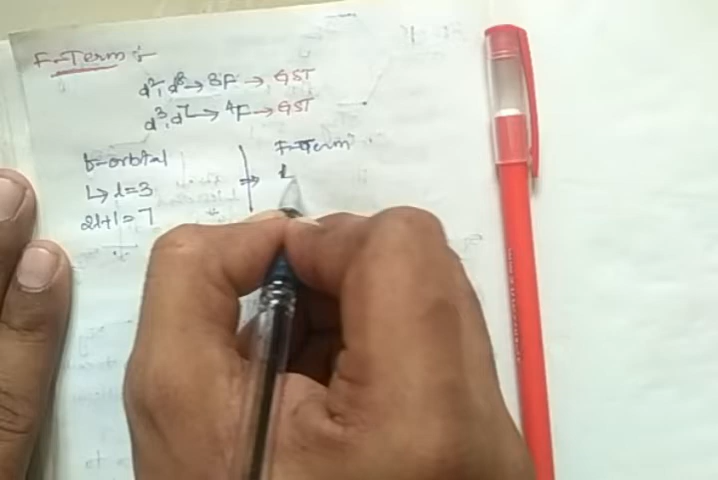 F-Term :-
d², d⁸ → ³F → GST
d³, d⁷ → ⁴F → GST
f-orbital
↳ l=3
2l+1=7
⇒
F-Term
L